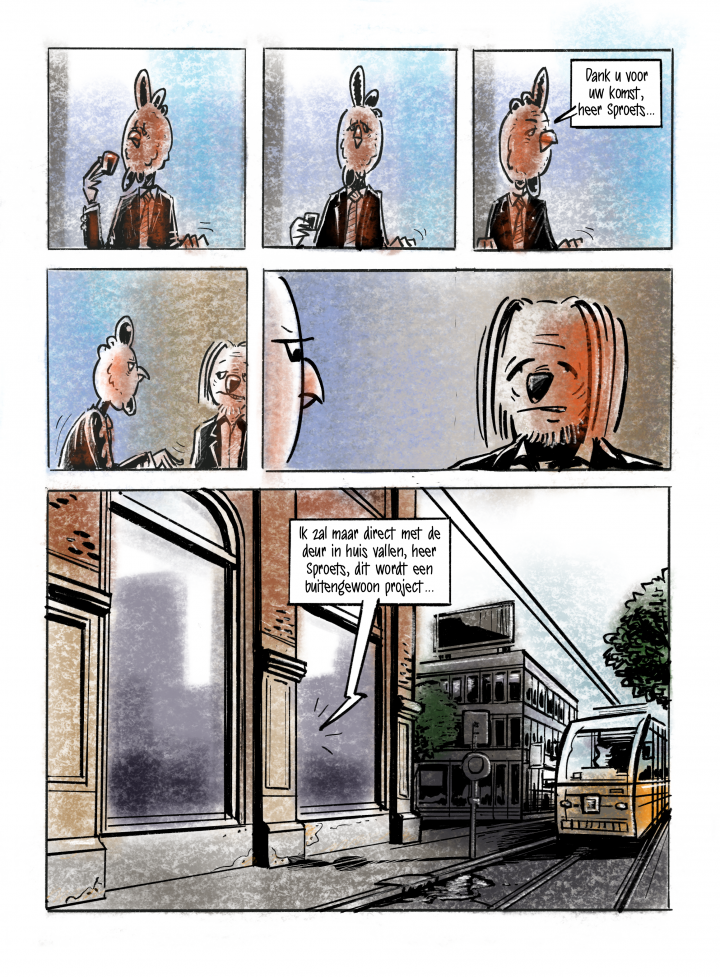 Dank u voor
uw komst,
heer Sproets...
Ik zal maar direct met de
deur in huis vallen, heer
Sproets, dit wordt een
buitengewoon project...